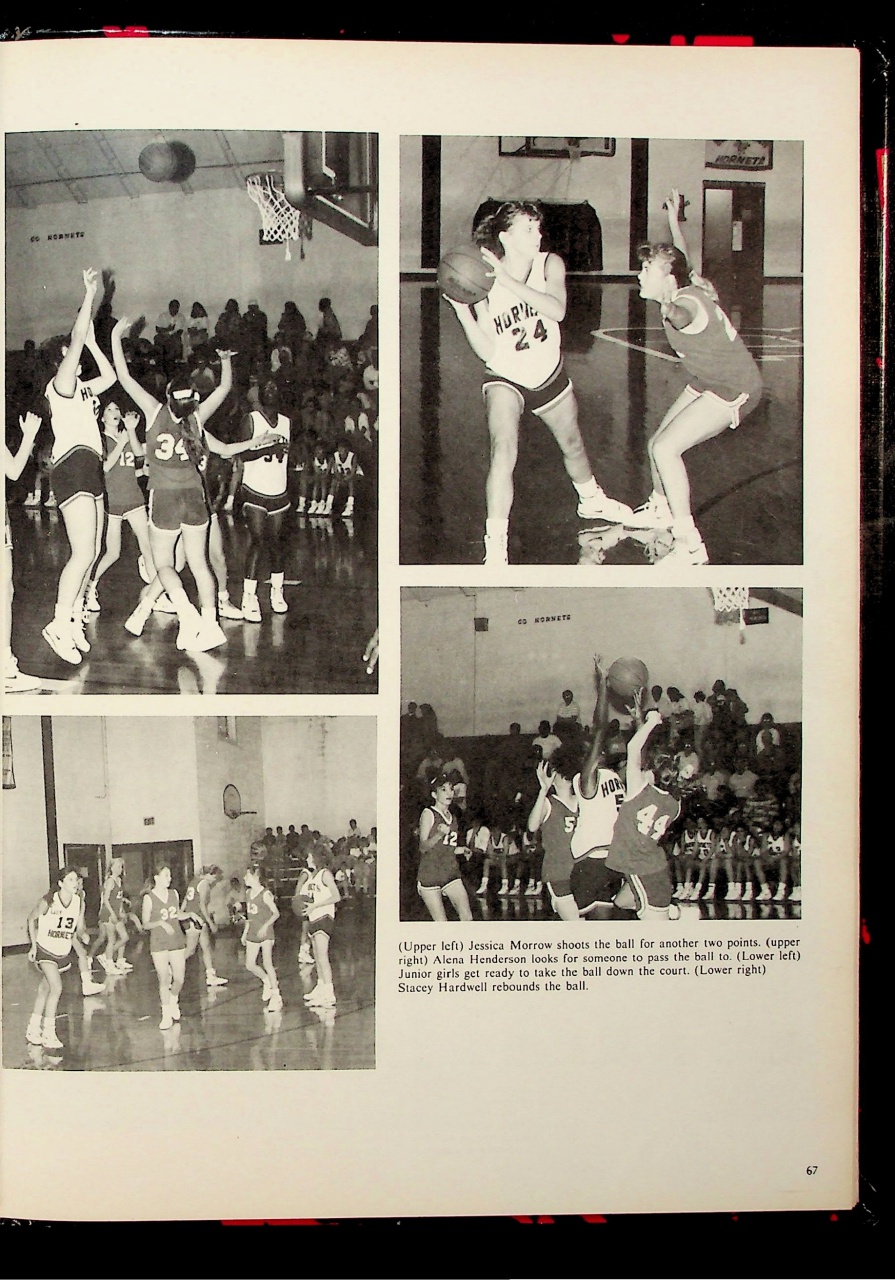 GO HORNETS
34
12
3
HORNETS
24
GO HORNETS
12
5
44
13
HORNETS
32
3
(Upper left) Jessica Morrow shoots the ball for another two points. (upper
right) Alena Henderson looks for someone to pass the ball to. (Lower left)
Junior girls get ready to take the ball down the court. (Lower right)
Stacey Hardwell rebounds the ball.
67